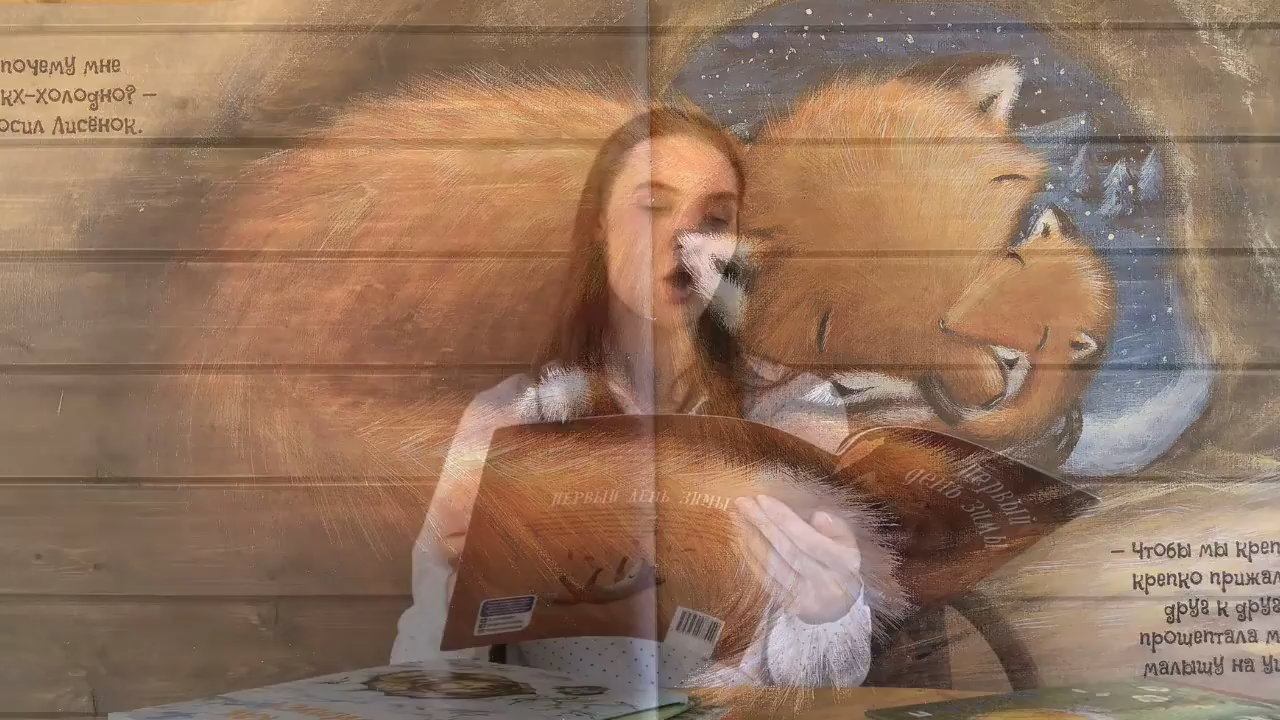 почему мне
кх-холодно? –
осил Лисёнок.
ПЕРВЫЙ ДЕНЬ ЗИМЫ
Первый
день зимы
– Чтобы мы креп
крепко прижал
друг к друг
прошептала м
малышу на у